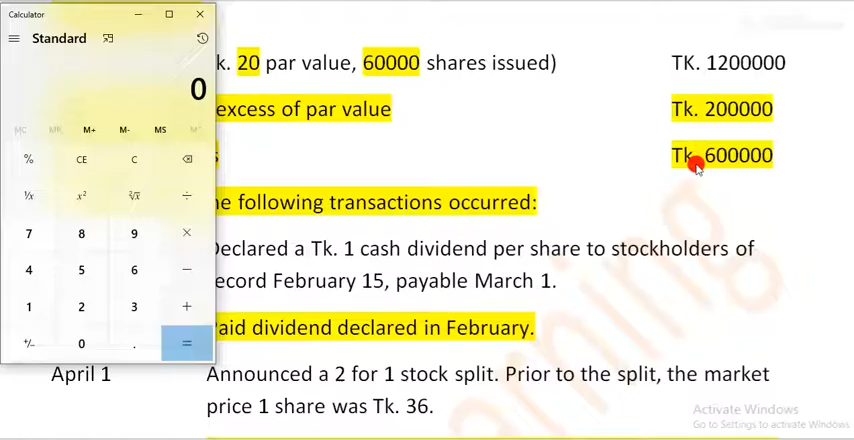 Calculator
Standard
0
MC MR M+ M- MS M˅
% CE C
¹/x x² ²√x ÷
7 8 9 ×
4 5 6 −
1 2 3 +
+/− 0 . =
k. 20 par value, 60000 shares issued) TK. 1200000
excess of par value Tk. 200000
s Tk. 600000
he following transactions occurred:
Declared a Tk. 1 cash dividend per share to stockholders of
record February 15, payable March 1.
Paid dividend declared in February.
April 1 Announced a 2 for 1 stock split. Prior to the split, the market
price 1 share was Tk. 36.
arning
Activate Windows
Go to Settings to activate Windows.